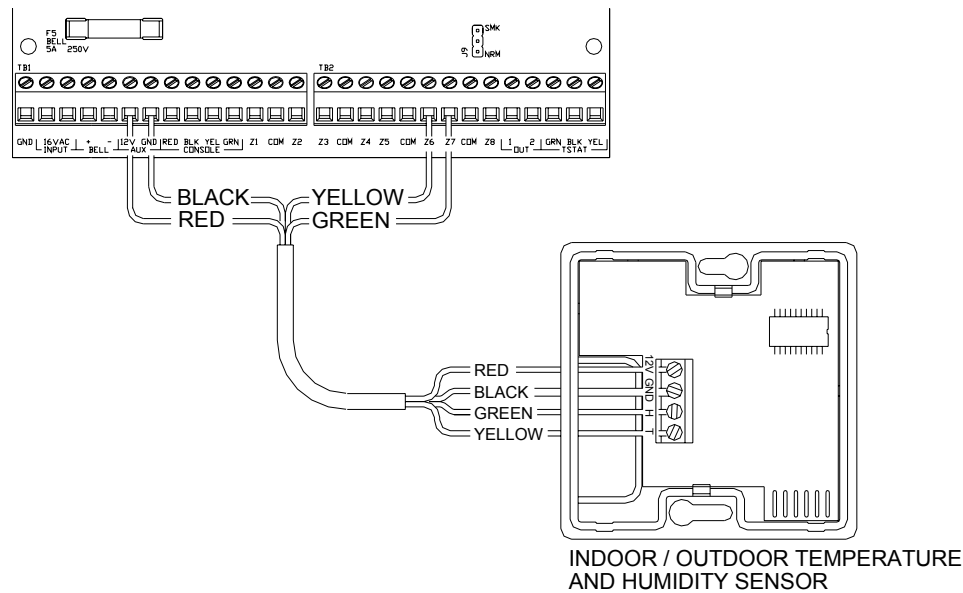 F5
BELL
5A 250V
SMK
J9
NRM
TB1
TB2
GND 16VAC + - 12V GND RED BLK YEL GRN Z1 COM Z2
INPUT BELL AUX CONSOLE
Z3 COM Z4 Z5 COM Z6 Z7 COM Z8 1 2 GRN BLK YEL
OUT TSTAT
BLACK YELLOW
RED GREEN
RED 12V
BLACK GND
GREEN H
YELLOW T
INDOOR / OUTDOOR TEMPERATURE
AND HUMIDITY SENSOR